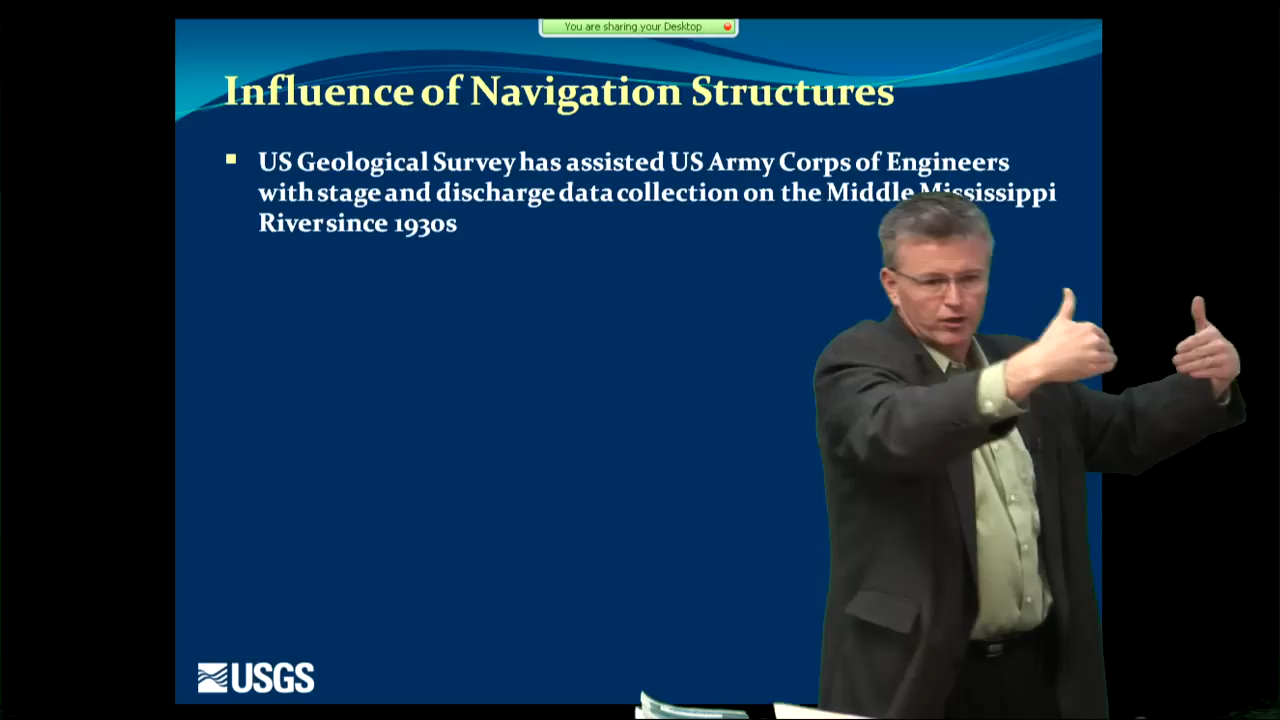 You are sharing your Desktop
Influence of Navigation Structures
US Geological Survey has assisted US Army Corps of Engineers
with stage and discharge data collection on the Middle Mississippi
River since 1930s
USGS